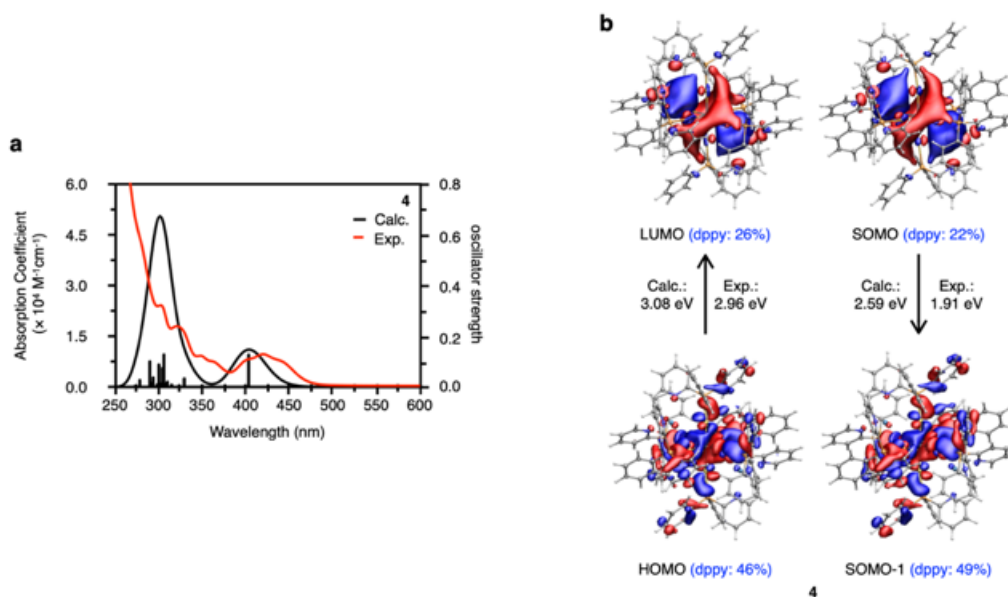 a
6.0
4.5
3.0
1.5
0.0
Absorption Coefficient
(× 10⁴ M⁻¹cm⁻¹)
4
Calc.
Exp.
0.8
0.6
0.4
0.2
0.0
oscillator strength
250 300 350 400 450 500 550 600
Wavelength (nm)
b
LUMO (dppy: 26%)
SOMO (dppy: 22%)
Calc.: Exp.:
3.08 eV 2.96 eV
Calc.: Exp.:
2.59 eV 1.91 eV
HOMO (dppy: 46%)
SOMO-1 (dppy: 49%)
4